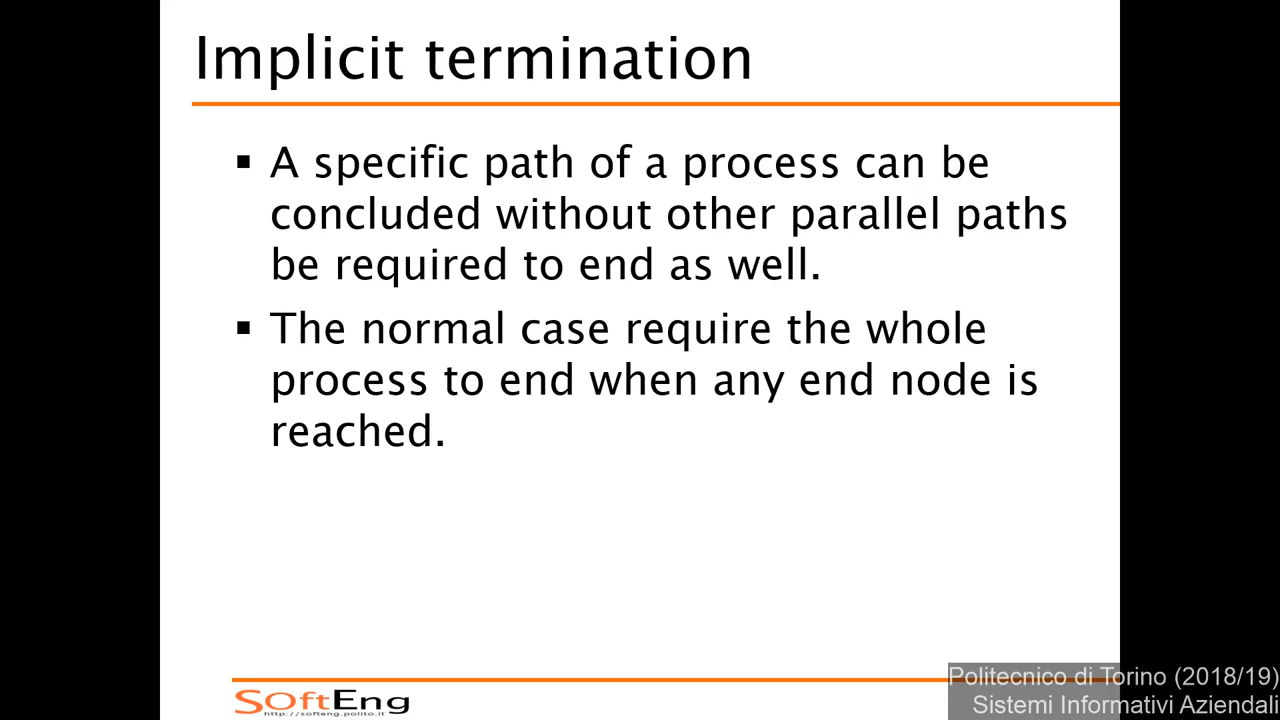 Implicit termination
▪ A specific path of a process can be
concluded without other parallel paths
be required to end as well.
▪ The normal case require the whole
process to end when any end node is
reached.
SoftEng
http://softeng.polito.it
Politecnico di Torino (2018/19)
Sistemi Informativi Aziendali